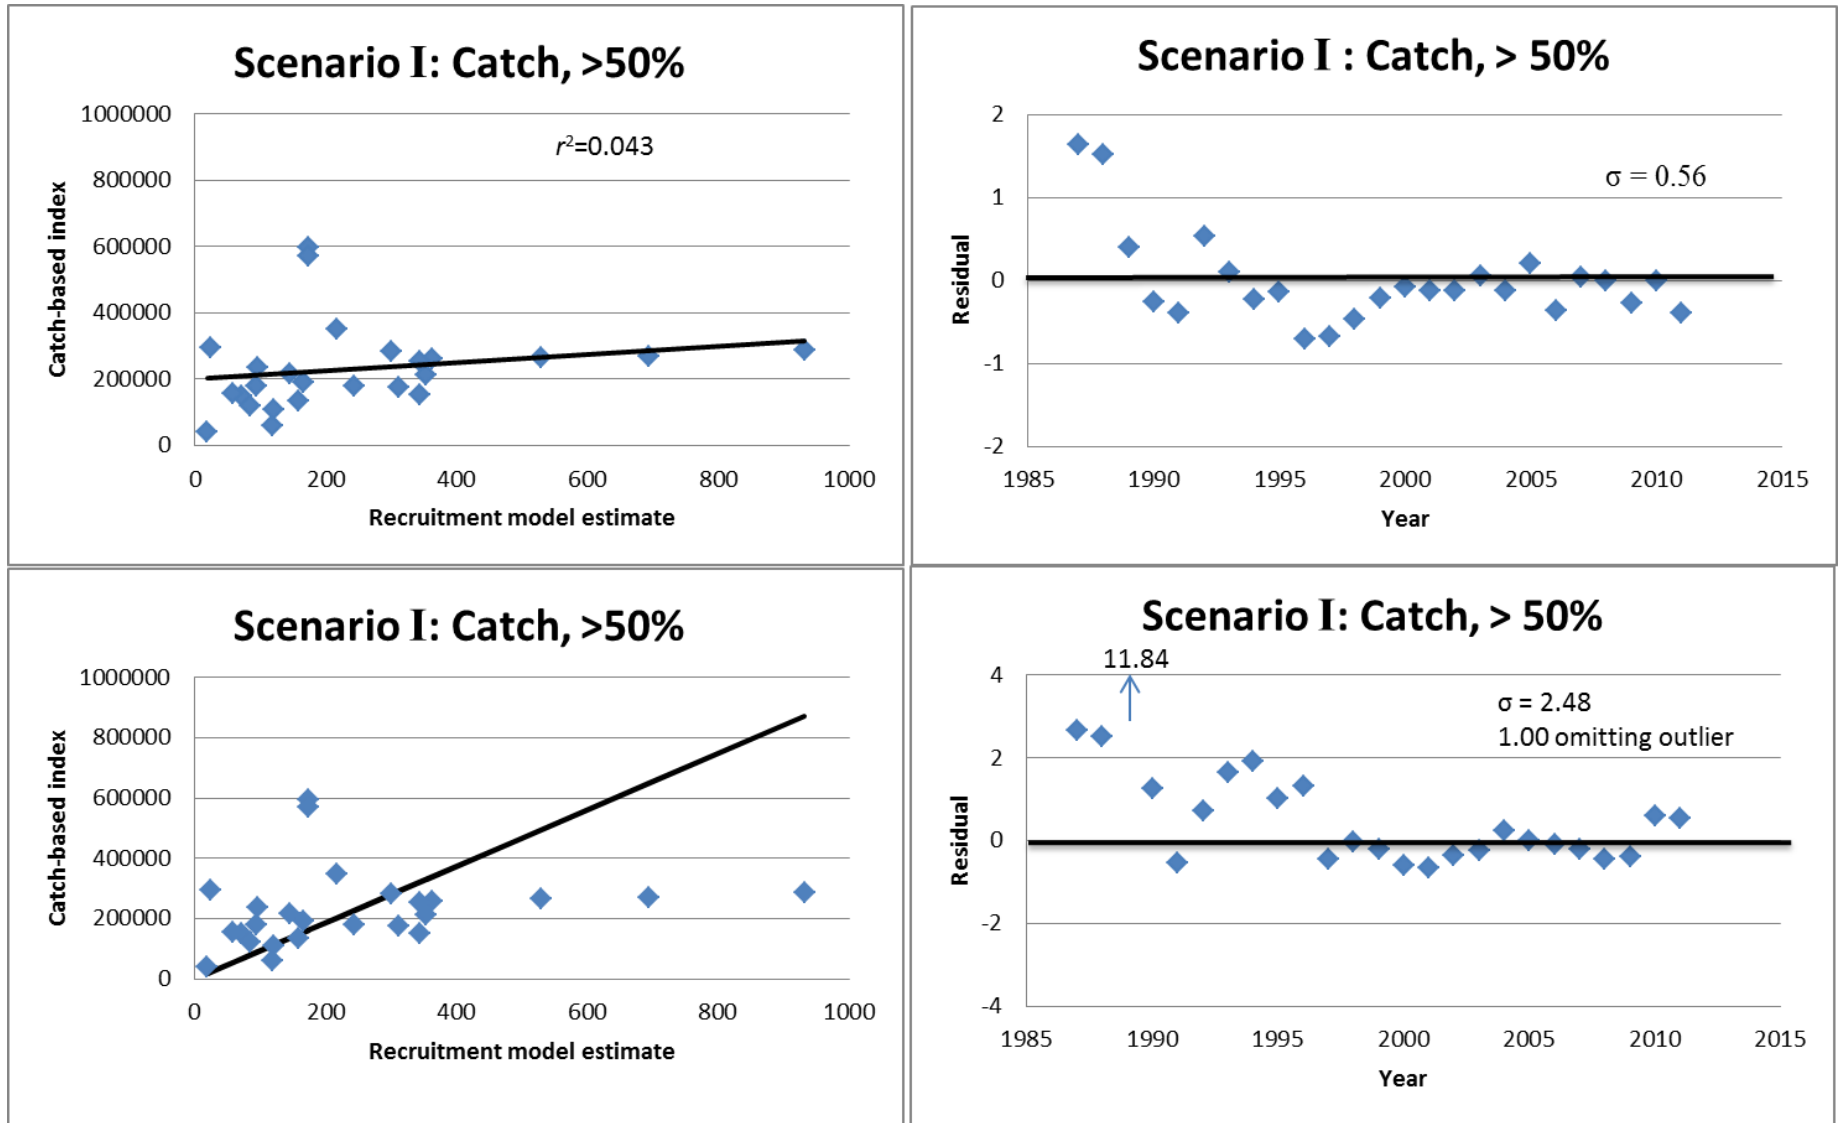 Scenario I: Catch, >50%
r²=0.043
1000000
800000
600000
400000
200000
0
Catch-based index
0 200 400 600 800 1000
Recruitment model estimate
Scenario I : Catch, > 50%
σ = 0.56
2
1
0
-1
-2
Residual
1985 1990 1995 2000 2005 2010 2015
Year
Scenario I: Catch, >50%
1000000
800000
600000
400000
200000
0
Catch-based index
0 200 400 600 800 1000
Recruitment model estimate
Scenario I: Catch, > 50%
11.84
σ = 2.48
1.00 omitting outlier
4
2
0
-2
-4
Residual
1985 1990 1995 2000 2005 2010 2015
Year